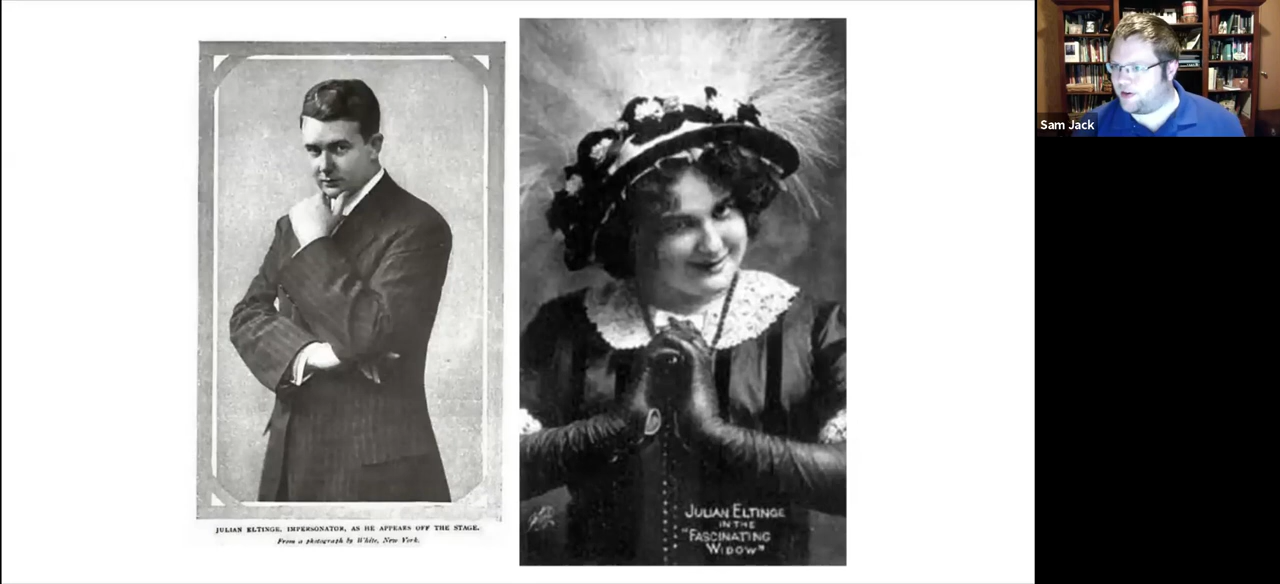 JULIAN ELTINGE, IMPERSONATOR, AS HE APPEARS OFF THE STAGE.
From a photograph by White, New York.
JULIAN ELTINGE
IN THE
"FASCINATING
WIDOW"
Sam Jack